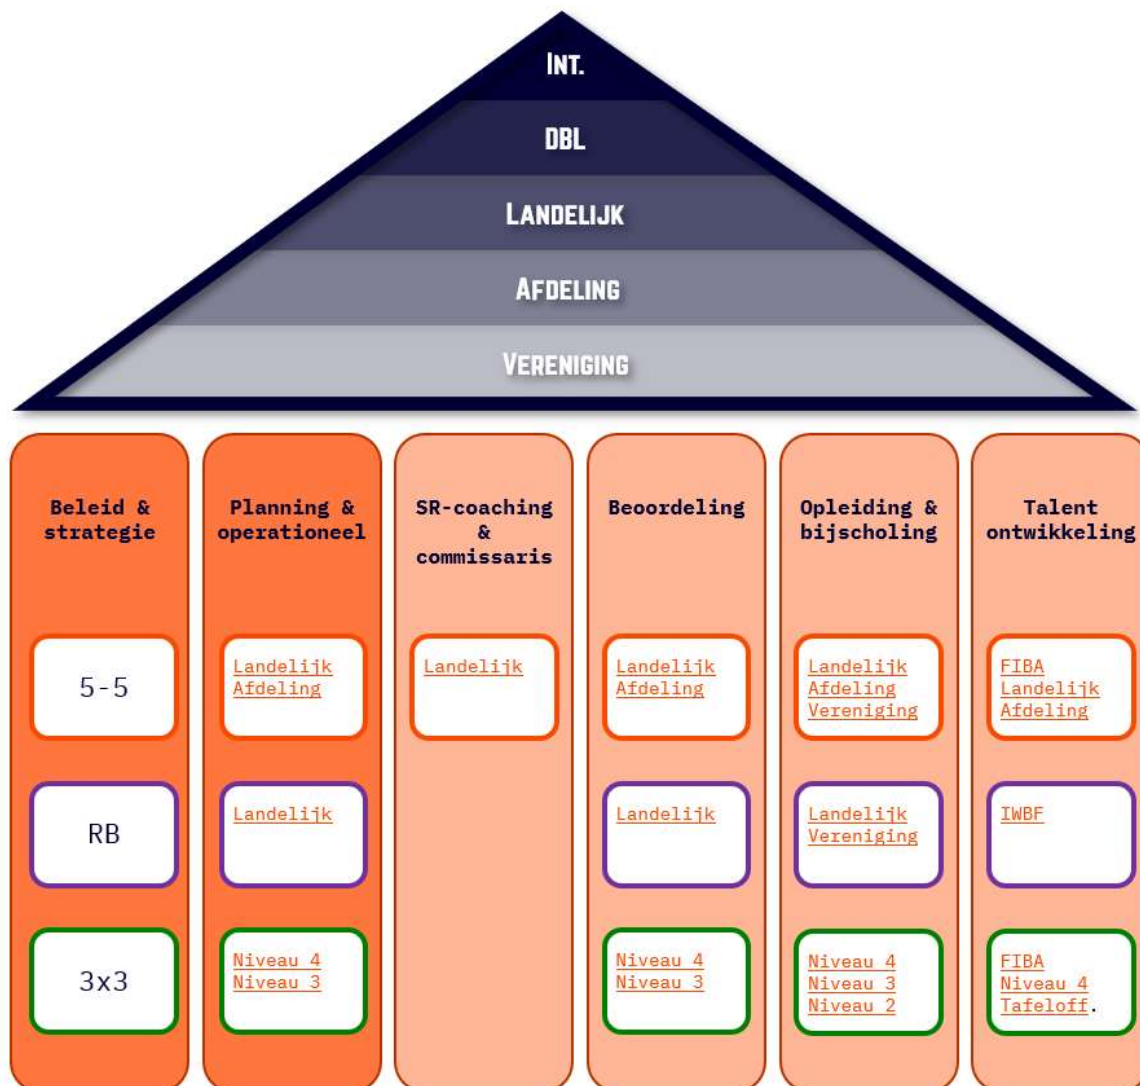 INT.
DBL
LANDELIJK
AFDELING
VERENIGING
Beleid &
strategie
Planning &
operationeel
SR-coaching
&
commissaris
Beoordeling
Opleiding &
bijscholing
Talent
ontwikkeling
5-5
Landelijk
Afdeling
Landelijk
Landelijk
Afdeling
Landelijk
Afdeling
Vereniging
FIBA
Landelijk
Afdeling
RB
Landelijk
Landelijk
Landelijk
Vereniging
IWBF
3x3
Niveau 4
Niveau 3
Niveau 4
Niveau 3
Niveau 4
Niveau 3
Niveau 2
FIBA
Niveau 4
Tafeloff.